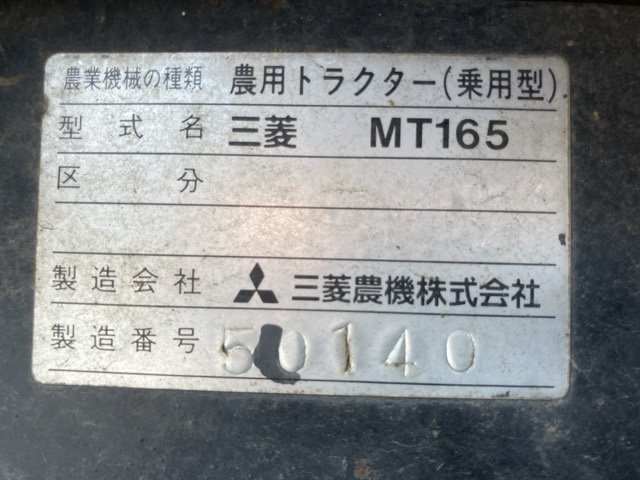 農業機械の種類 農用トラクター(乗用型)
型式名 三菱 MT165
区分
製造会社 三菱農機株式会社
製造番号 50140